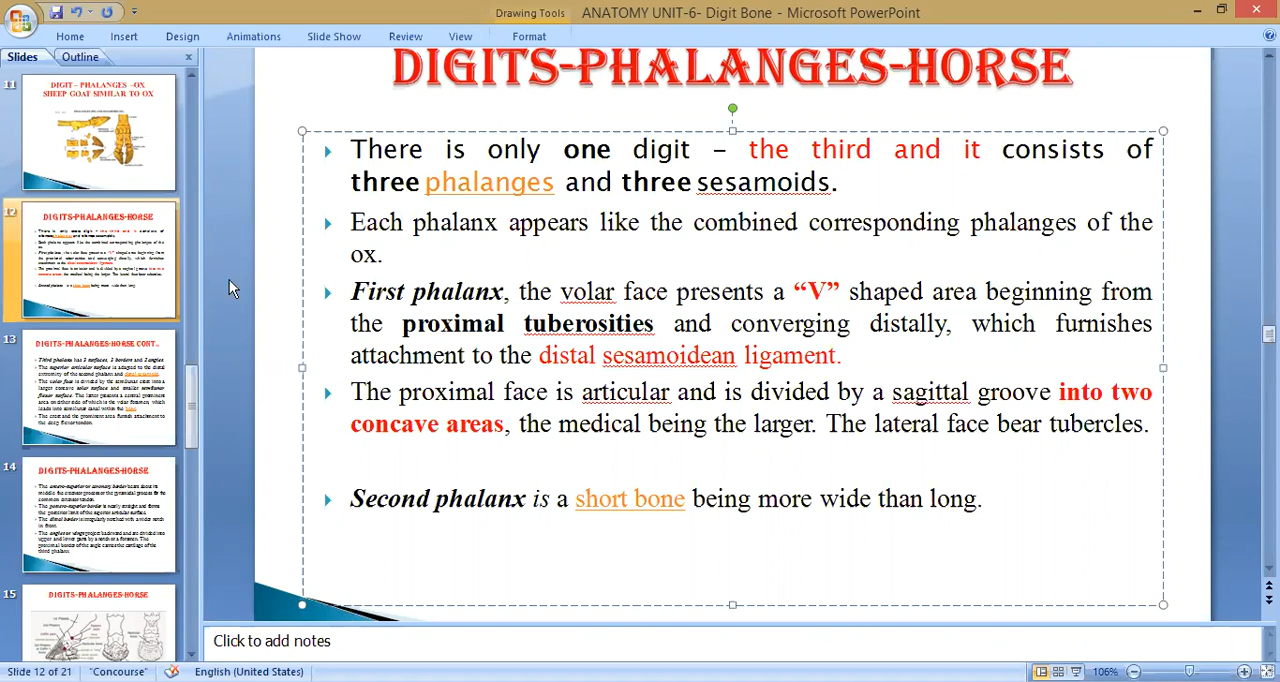 Drawing Tools
ANATOMY UNIT-6- Digit Bone - Microsoft PowerPoint
Home Insert Design Animations Slide Show Review View Format
Slides Outline
11
DIGIT– PHALANGES –OX
SHEEP GOAT SIMILAR TO OX
12
DIGITS-PHALANGES-HORSE
13
DIGITS-PHALANGES-HORSE CONT..
14
DIGITS-PHALANGES-HORSE
15
DIGITS-PHALANGES-HORSE
DIGITS-PHALANGES-HORSE
There is only one digit – the third and it consists of
three phalanges and three sesamoids.
Each phalanx appears like the combined corresponding phalanges of the
ox.
First phalanx, the volar face presents a “V” shaped area beginning from
the proximal tuberosities and converging distally, which furnishes
attachment to the distal sesamoidean ligament.
The proximal face is articular and is divided by a sagittal groove into two
concave areas, the medical being the larger. The lateral face bear tubercles.
Second phalanx is a short bone being more wide than long.
Click to add notes
Slide 12 of 21 "Concourse" English (United States) 106%